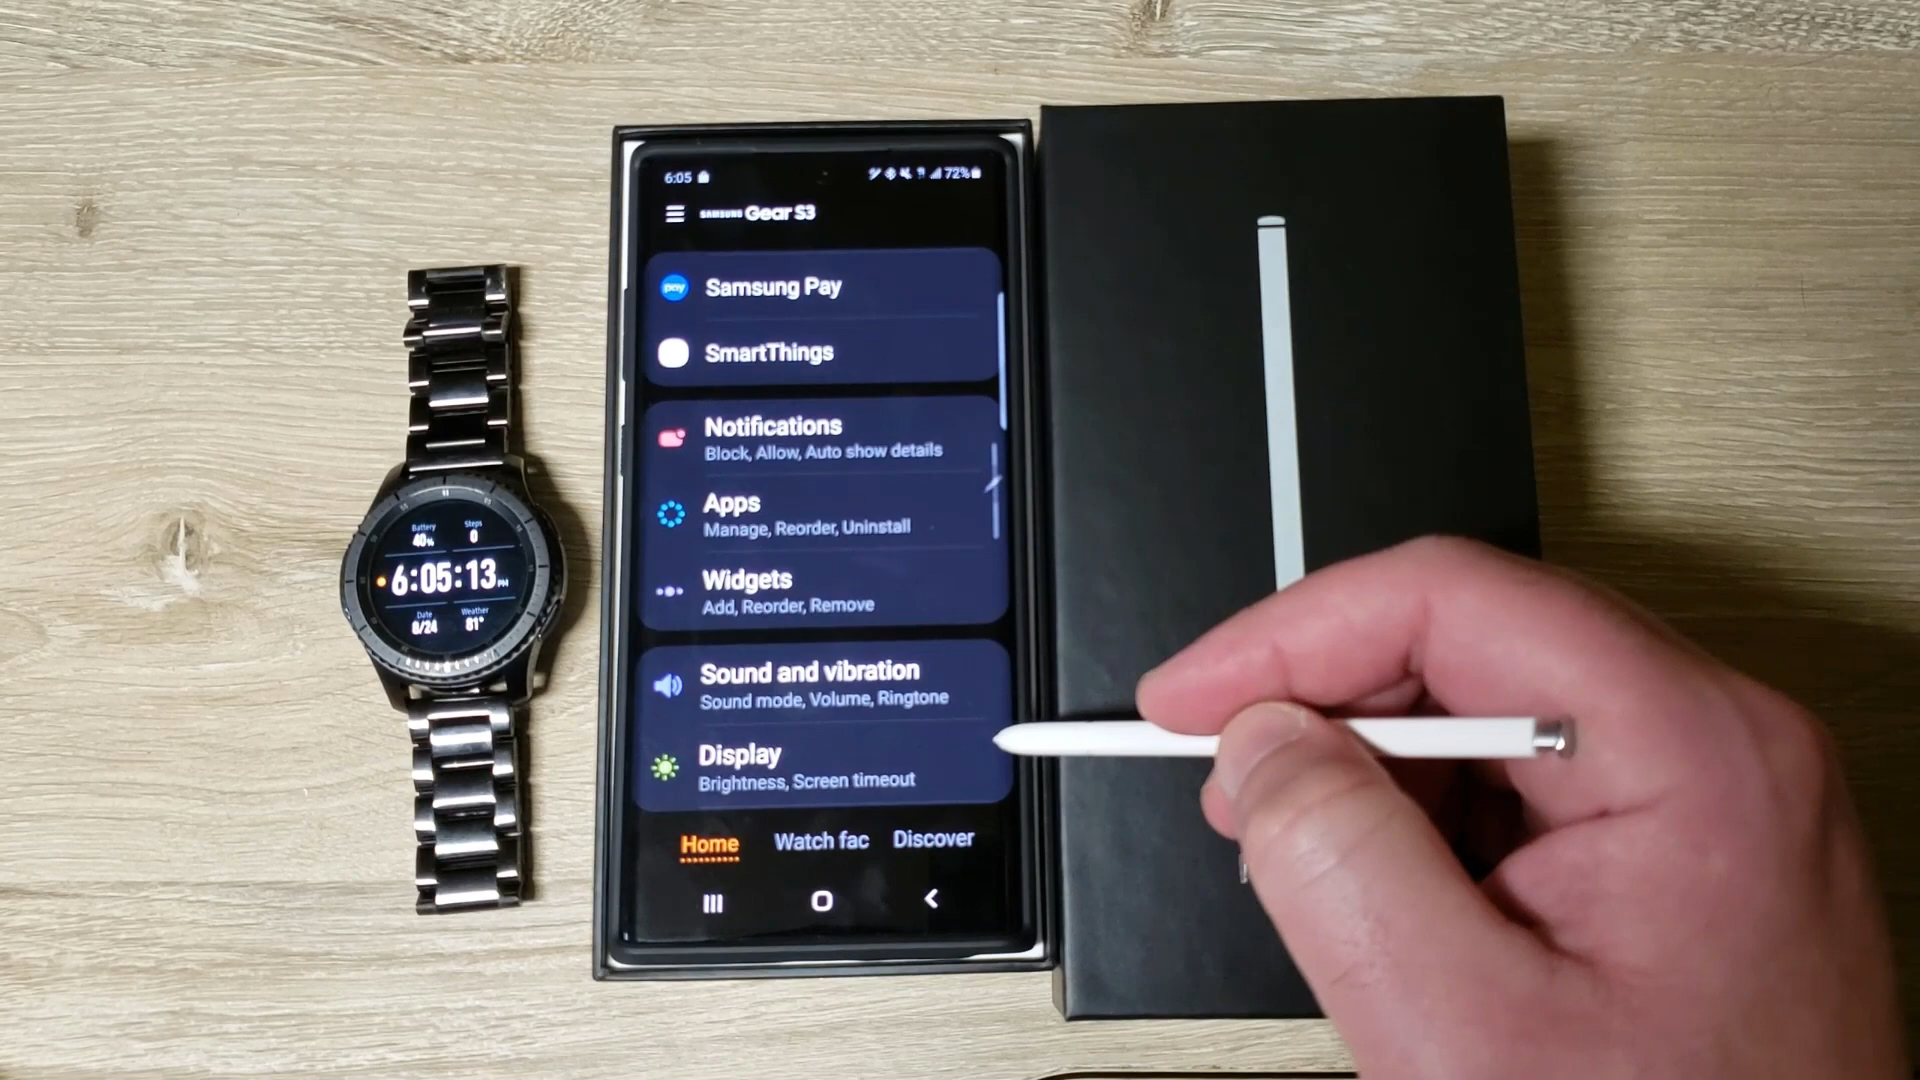 6:05
72%
SAMSUNG Gear S3
pay
Samsung Pay
SmartThings
Notifications
Block, Allow, Auto show details
Apps
Manage, Reorder, Uninstall
Widgets
Add, Reorder, Remove
Sound and vibration
Sound mode, Volume, Ringtone
Display
Brightness, Screen timeout
Home Watch fac Discover
Battery Steps
40% 0
6:05:13 PM
Date Weather
8/24 81°